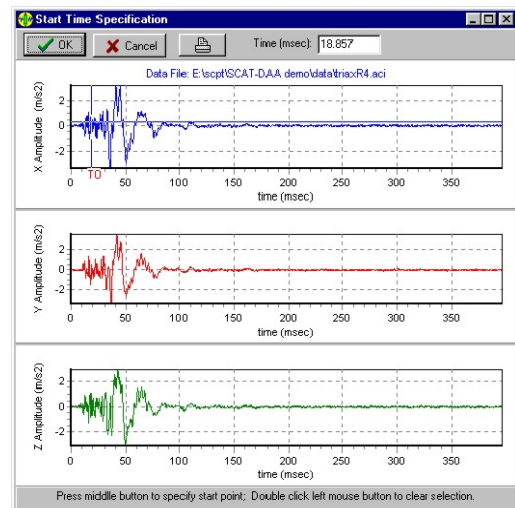 Start Time Specification
OK Cancel Time (msec): 18.857
Data File: E:\scpt\SCAT-DAA demo\data\triaxR4.aci
X Amplitude (m/s2)
2
0
-2
0 50 100 150 200 250 300 350
TO
time (msec)
Y Amplitude (m/s2)
2
0
-2
0 50 100 150 200 250 300 350
time (msec)
Z Amplitude (m/s2)
2
0
-2
0 50 100 150 200 250 300 350
time (msec)
Press middle button to specify start point; Double click left mouse button to clear selection.